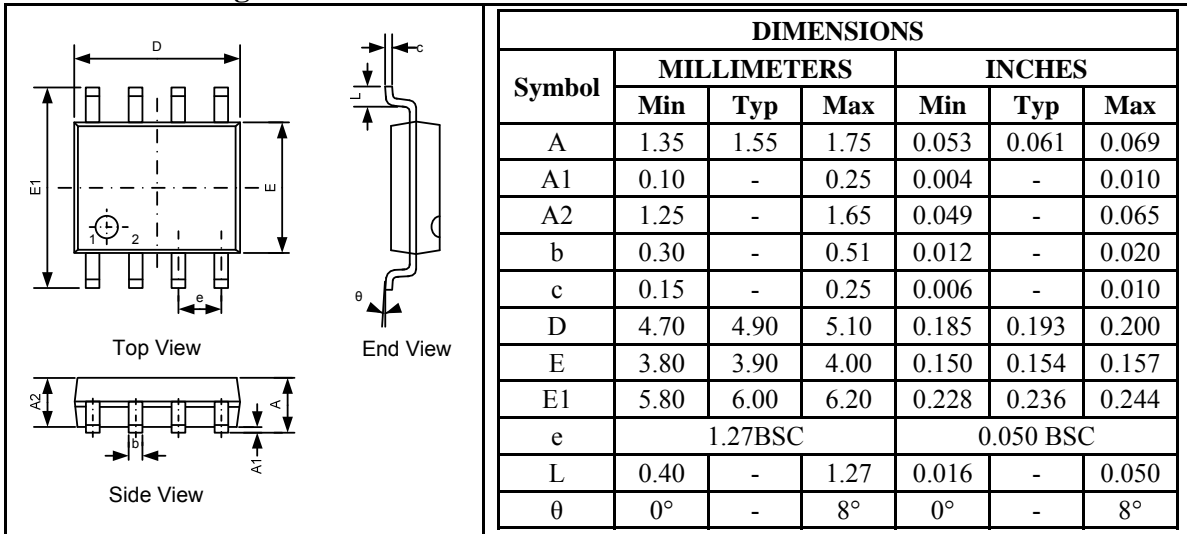 D
c
L
E1
E
1
2
e
θ
Top View
End View
A2
A
b
A1
Side View
DIMENSIONS
Symbol MILLIMETERS INCHES
Min Typ Max Min Typ Max
A 1.35 1.55 1.75 0.053 0.061 0.069
A1 0.10 - 0.25 0.004 - 0.010
A2 1.25 - 1.65 0.049 - 0.065
b 0.30 - 0.51 0.012 - 0.020
c 0.15 - 0.25 0.006 - 0.010
D 4.70 4.90 5.10 0.185 0.193 0.200
E 3.80 3.90 4.00 0.150 0.154 0.157
E1 5.80 6.00 6.20 0.228 0.236 0.244
e 1.27BSC 0.050 BSC
L 0.40 - 1.27 0.016 - 0.050
θ 0° - 8° 0° - 8°